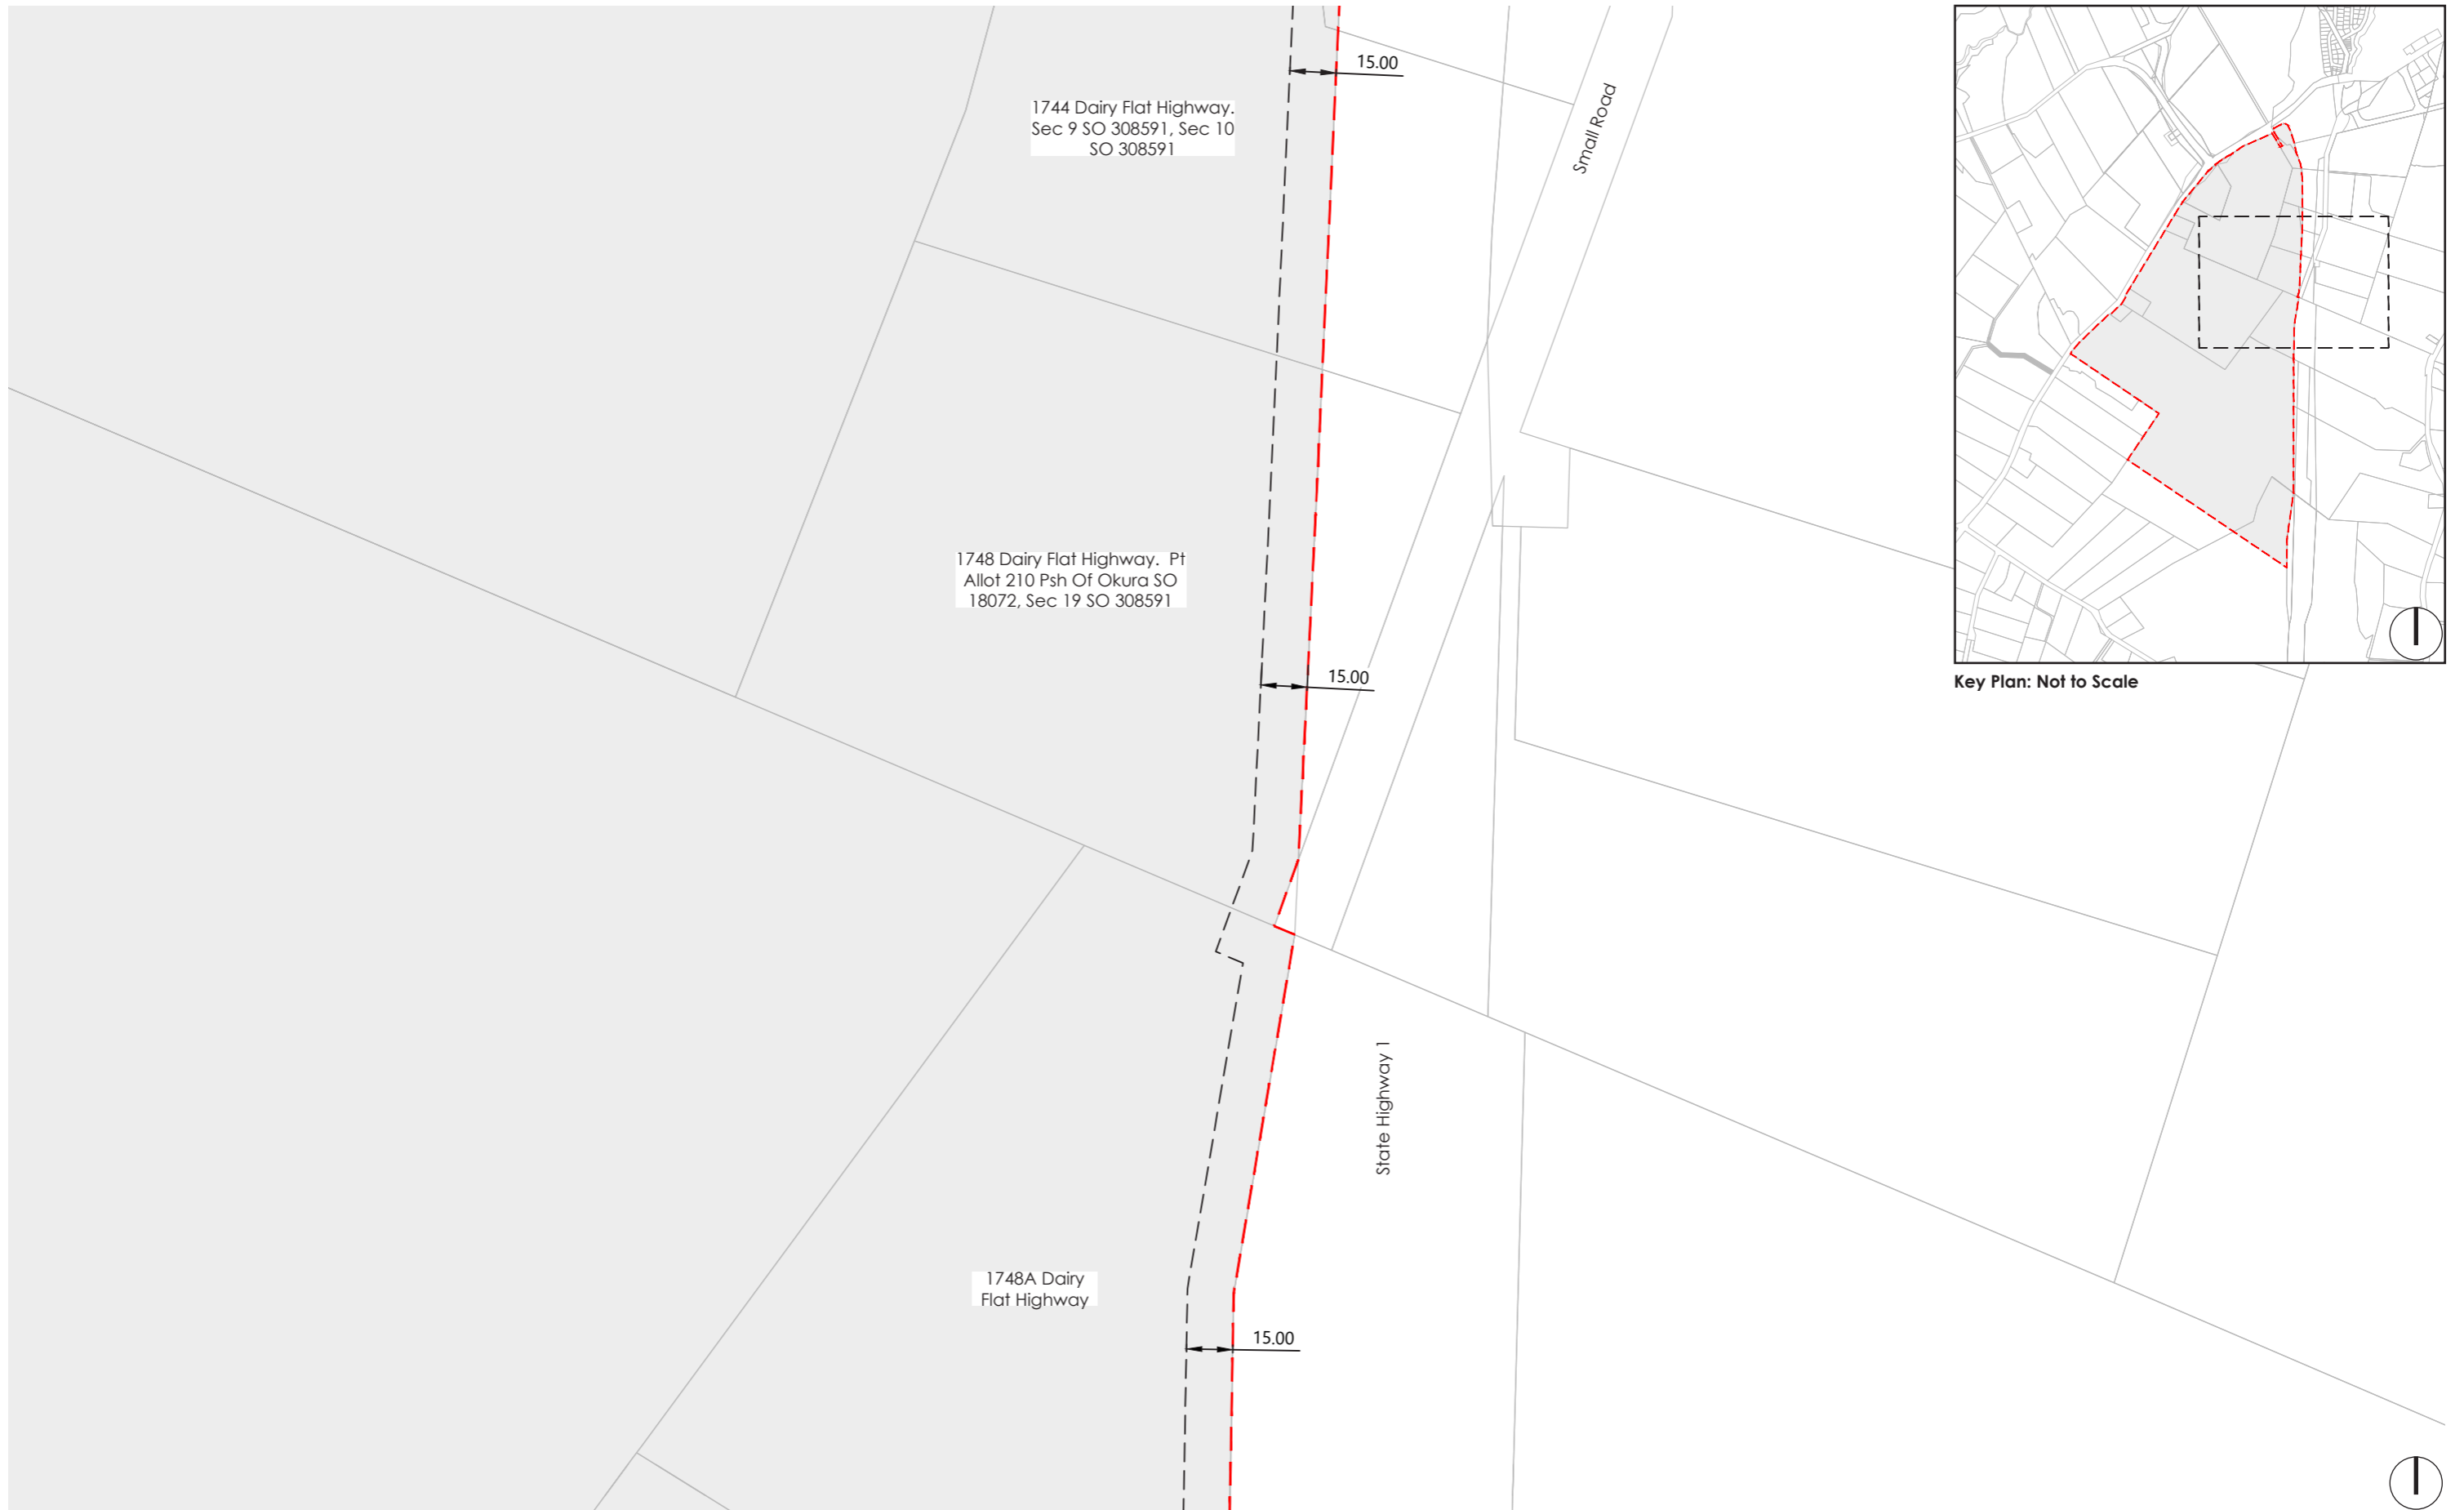 15.00
1744 Dairy Flat Highway.
Sec 9 SO 308591, Sec 10
SO 308591
Small Road
1748 Dairy Flat Highway.  Pt
Allot 210 Psh Of Okura SO
18072, Sec 19 SO 308591
15.00
Key Plan: Not to Scale
State Highway 1
1748A Dairy
Flat Highway
15.00